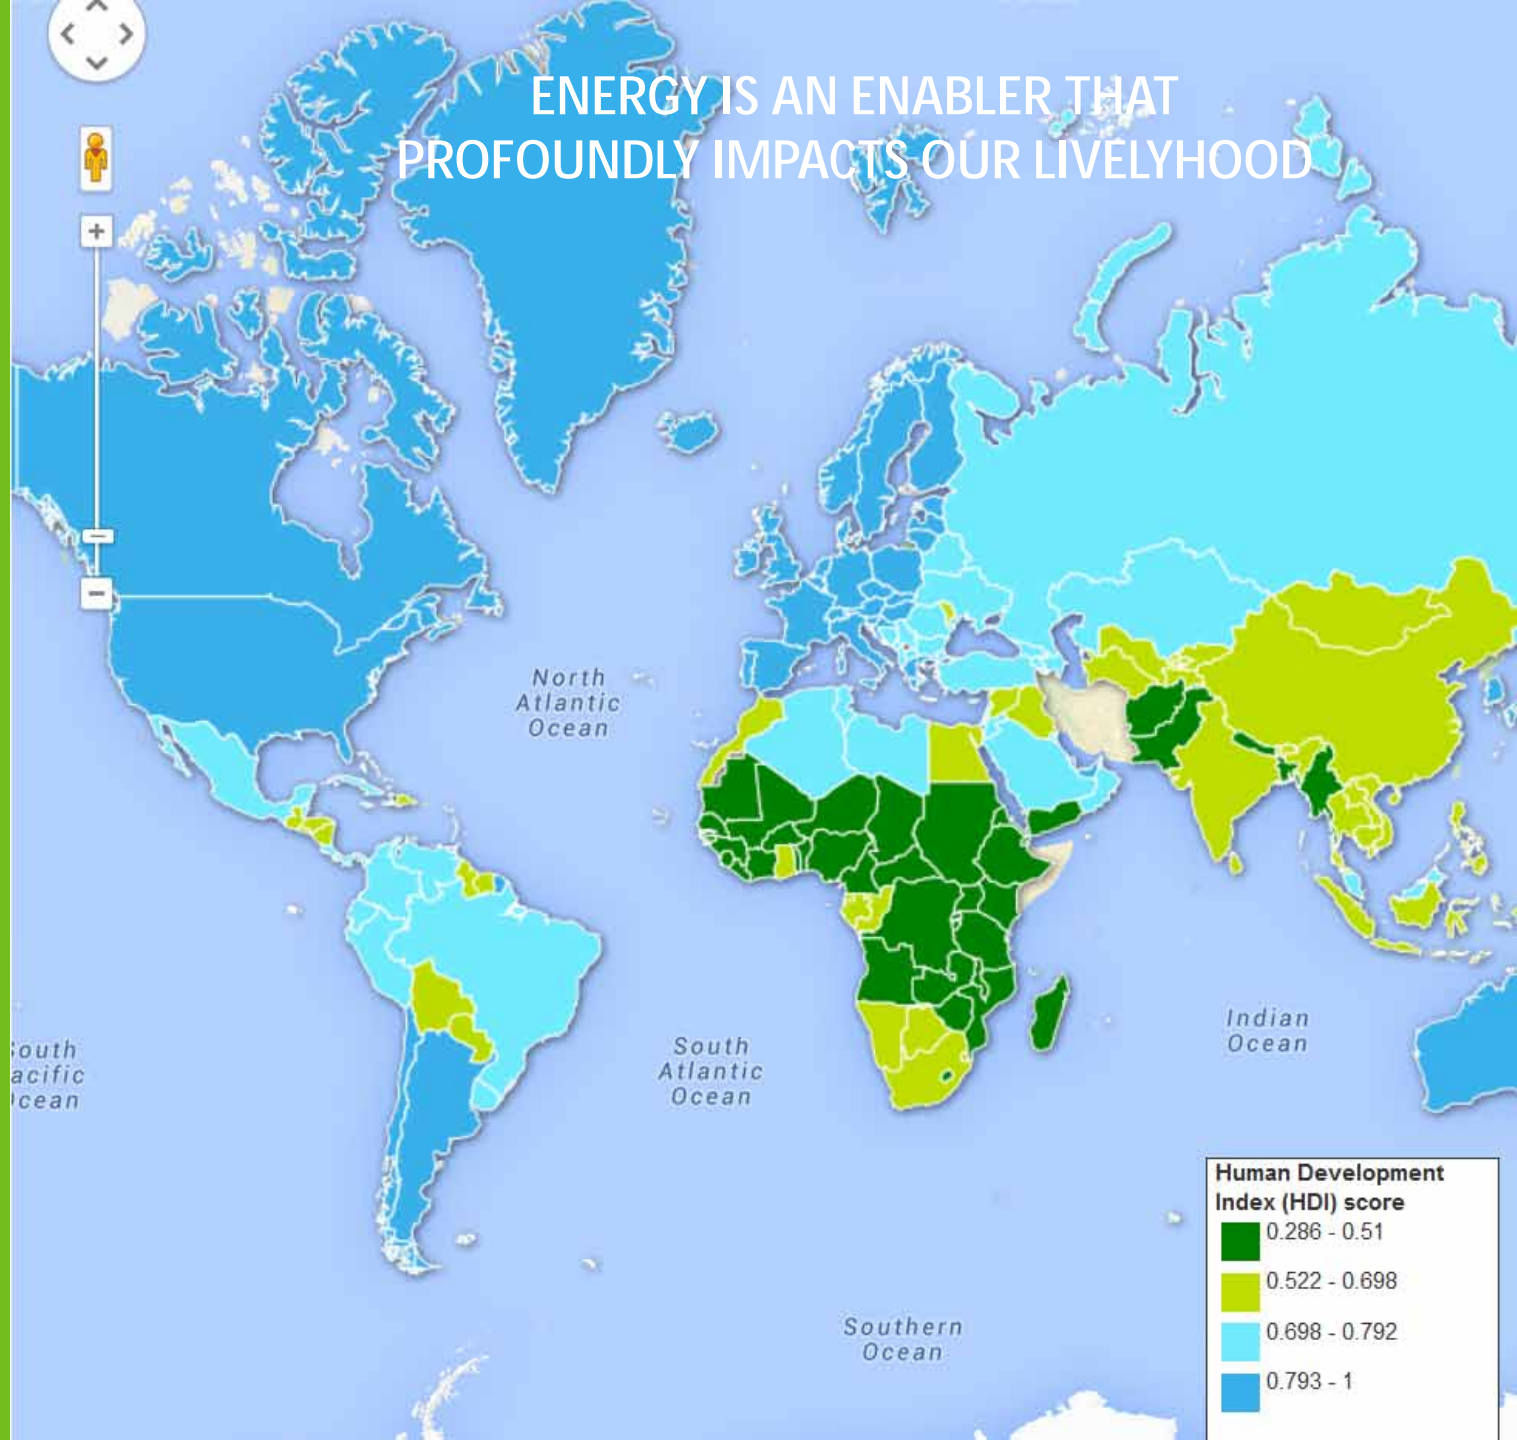 ENERGY IS AN ENABLER THAT
PROFOUNDLY IMPACTS OUR LIVELYHOOD
+
North
Atlantic
Ocean
Indian
Ocean
South
Atlantic
Ocean
Southern
Ocean
Human Development
Index (HDI) score
0.286 - 0.51
0.522 - 0.698
0.698 - 0.792
0.793 - 1